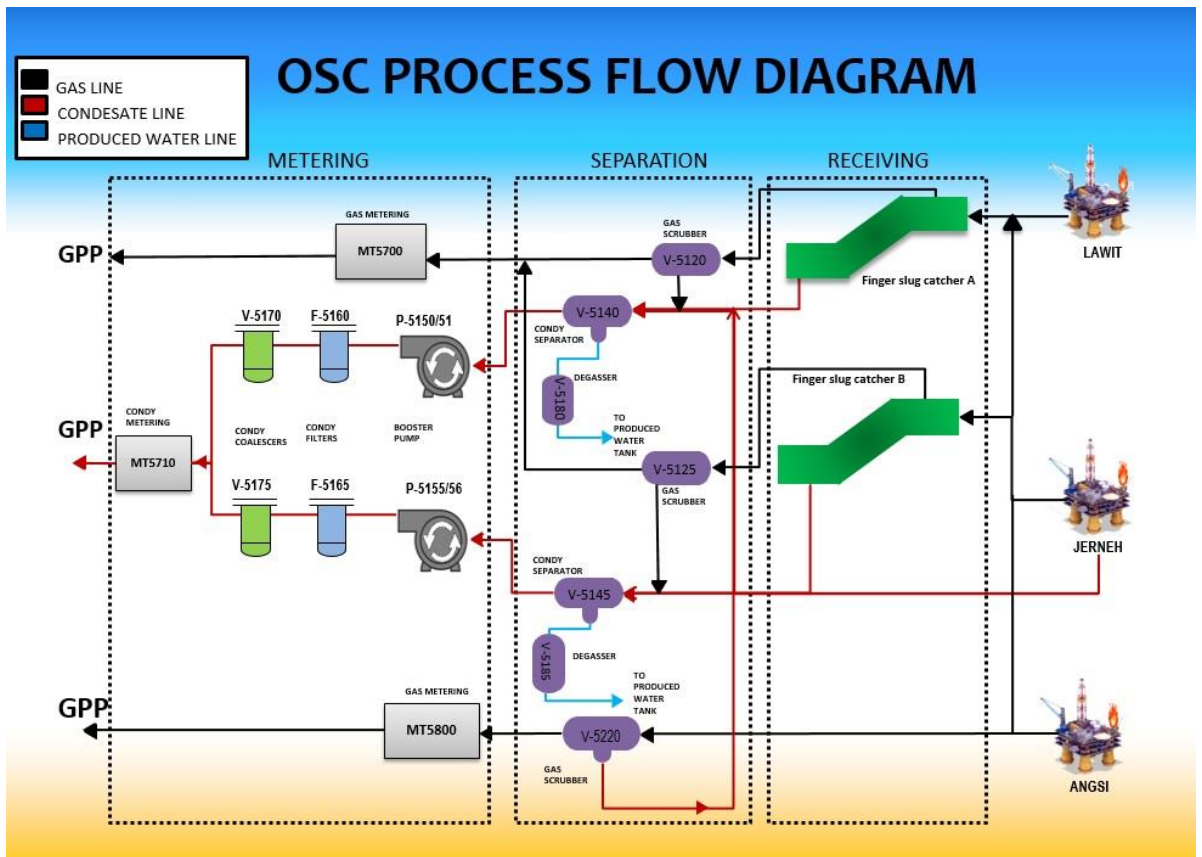 OSC PROCESS FLOW DIAGRAM
GAS LINE
CONDESATE LINE
PRODUCED WATER LINE
METERING
SEPARATION
RECEIVING
LAWIT
GAS METERING
MT5700
GPP
GAS
SCRUBBER
V-5120
Finger slug catcher A
V-5170
F-5160
P-5150/51
V-5140
CONDY
SEPARATOR
DEGASSER
V-5180
TO
PRODUCED
WATER
TANK
Finger slug catcher B
CONDY
METERING
GPP
MT5710
CONDY
COALESCERS
CONDY
FILTERS
BOOSTER
PUMP
V-5125
GAS
SCRUBBER
V-5175
F-5165
P-5155/56
JERNEH
CONDY
SEPARATOR
V-5145
DEGASSER
V-5185
TO
PRODUCED
WATER
TANK
GPP
GAS METERING
MT5800
V-5220
GAS
SCRUBBER
ANGSI